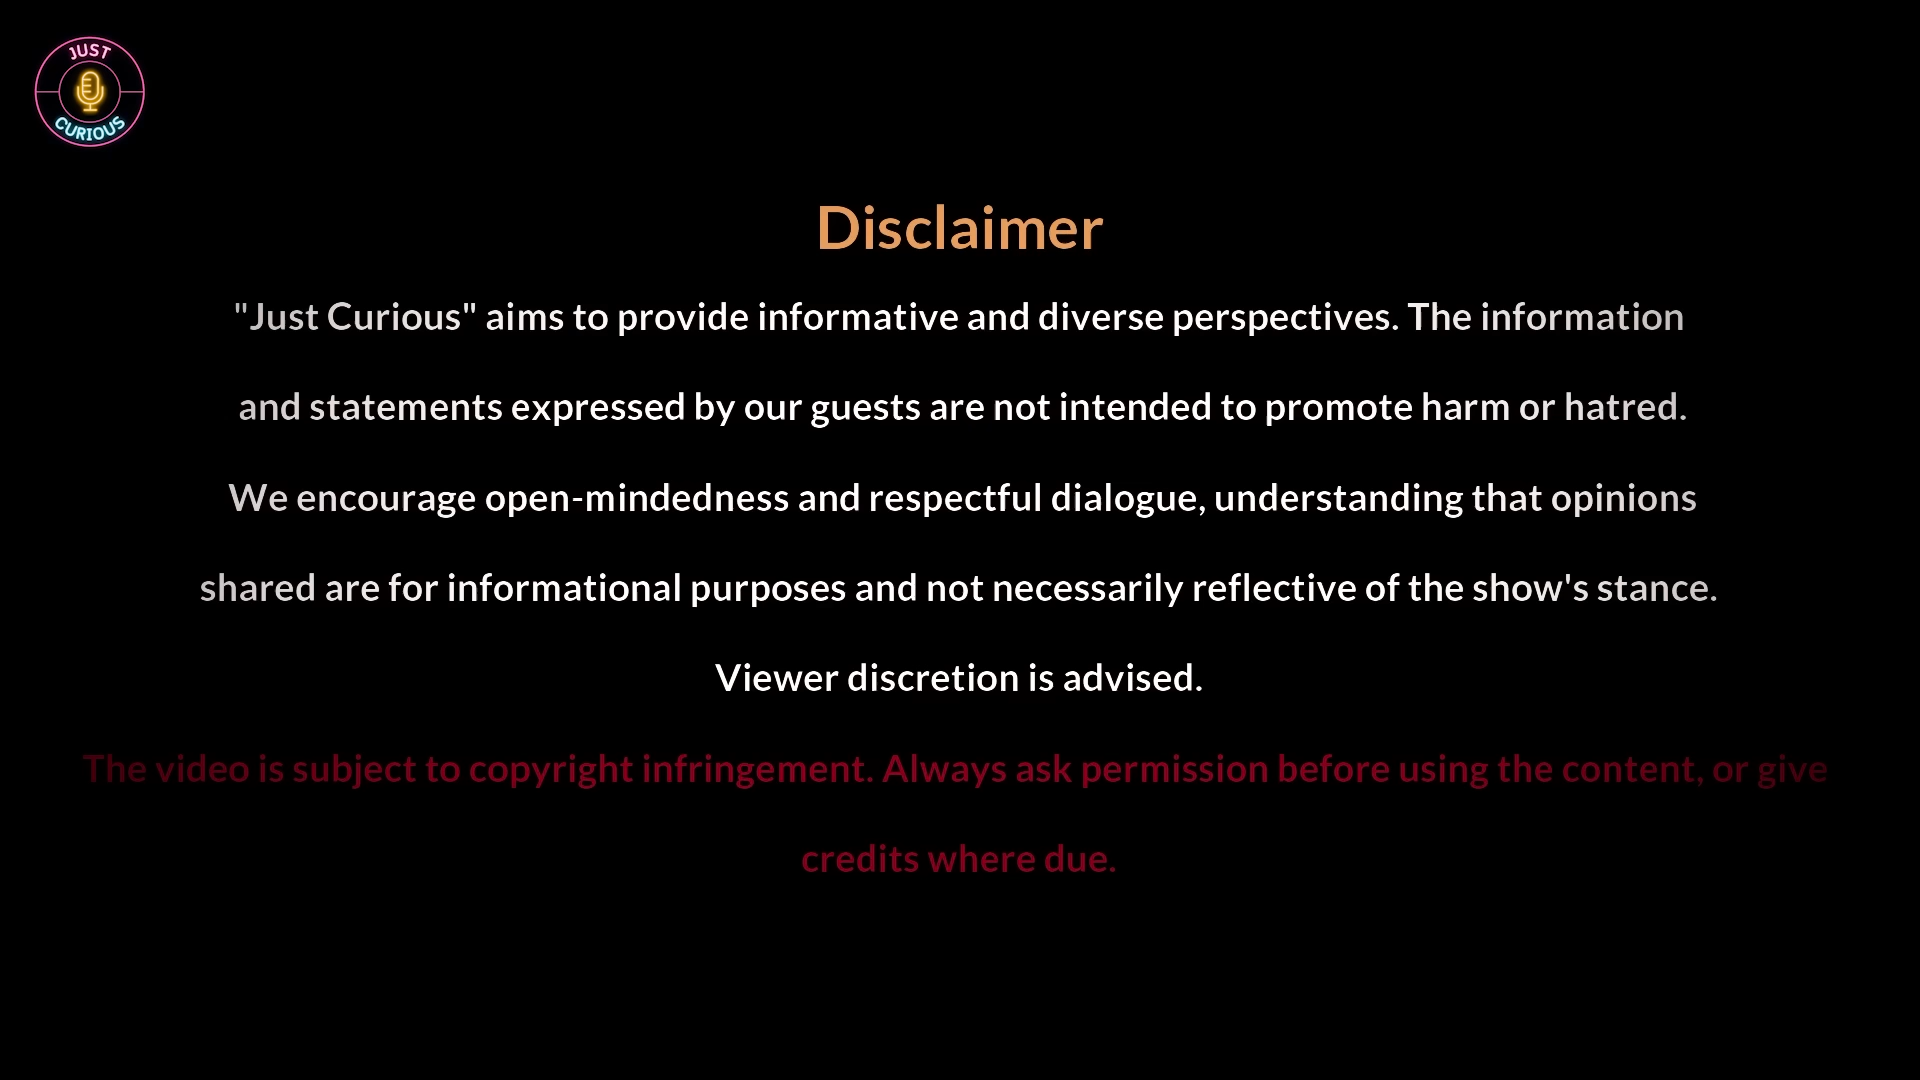 JUST
CURIOUS
Disclaimer
"Just Curious" aims to provide informative and diverse perspectives. The information
and statements expressed by our guests are not intended to promote harm or hatred.
We encourage open-mindedness and respectful dialogue, understanding that opinions
shared are for informational purposes and not necessarily reflective of the show's stance.
Viewer discretion is advised.
The video is subject to copyright infringement. Always ask permission before using the content, or give
credits where due.